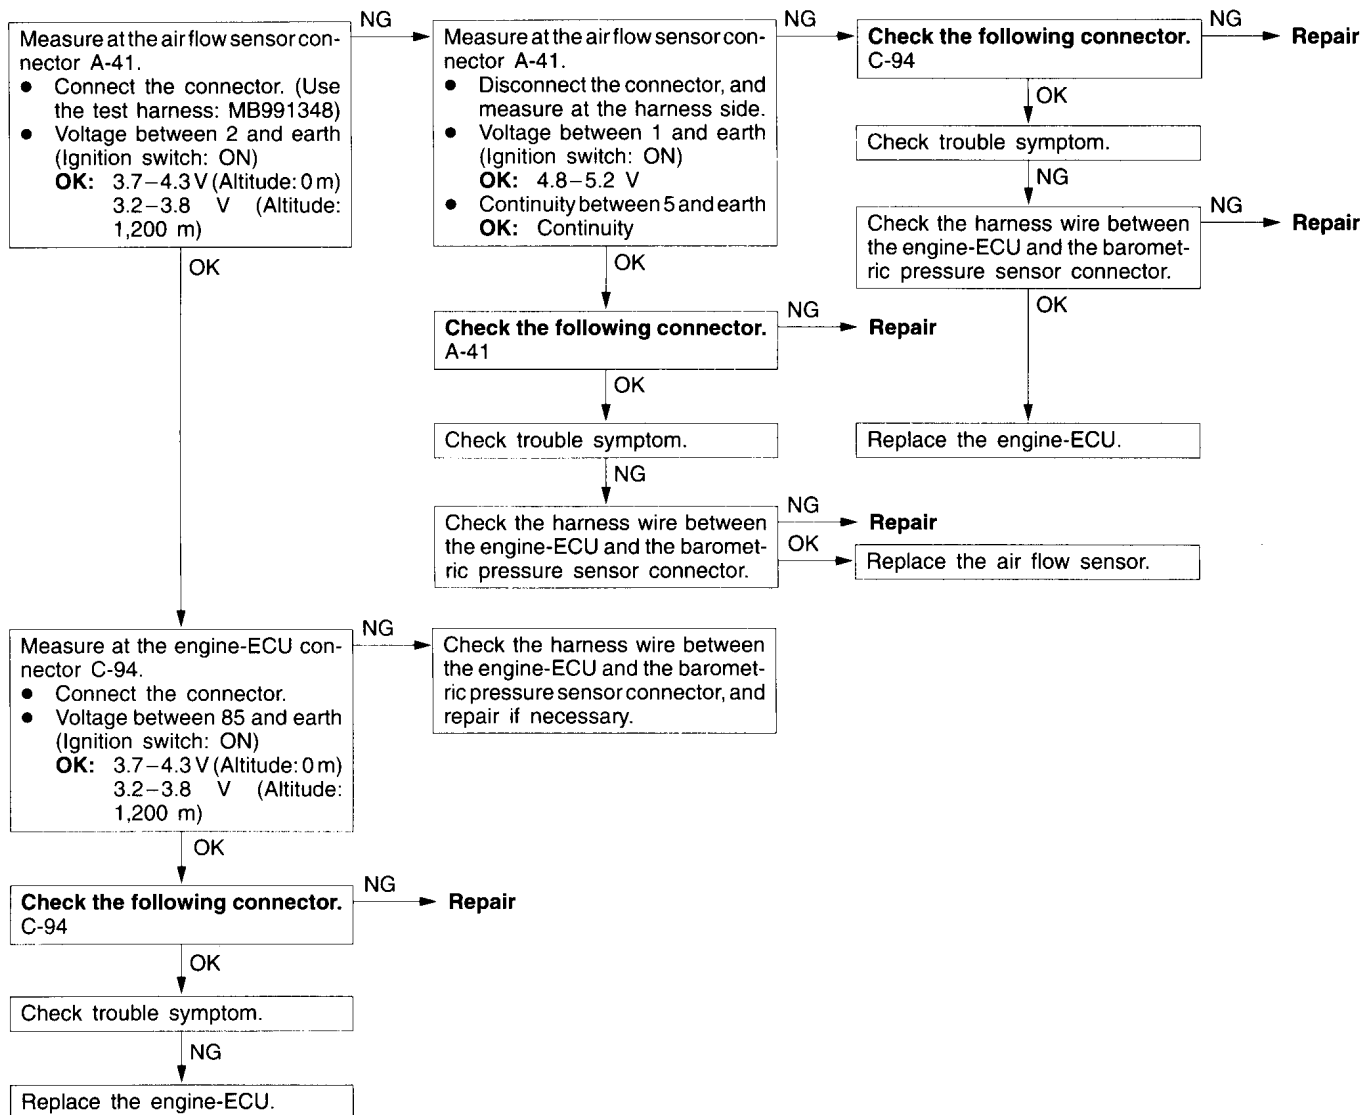 Measure at the air flow sensor con-
nector A-41.
● Connect the connector. (Use
the test harness: MB991348)
● Voltage between 2 and earth
(Ignition switch: ON)
OK: 3.7–4.3 V (Altitude: 0 m)
3.2–3.8 V (Altitude:
1,200 m)
NG
OK
Measure at the air flow sensor con-
nector A-41.
● Disconnect the connector, and
measure at the harness side.
● Voltage between 1 and earth
(Ignition switch: ON)
OK: 4.8–5.2 V
● Continuity between 5 and earth
OK: Continuity
NG
OK
Check the following connector.
C-94
NG
Repair
OK
Check trouble symptom.
NG
Check the harness wire between
the engine-ECU and the baromet-
ric pressure sensor connector.
NG
Repair
OK
Replace the engine-ECU.
Check the following connector.
A-41
NG
Repair
OK
Check trouble symptom.
NG
Check the harness wire between
the engine-ECU and the baromet-
ric pressure sensor connector.
NG
Repair
OK
Replace the air flow sensor.
Measure at the engine-ECU con-
nector C-94.
● Connect the connector.
● Voltage between 85 and earth
(Ignition switch: ON)
OK: 3.7–4.3 V (Altitude: 0 m)
3.2–3.8 V (Altitude:
1,200 m)
NG
Check the harness wire between
the engine-ECU and the baromet-
ric pressure sensor connector, and
repair if necessary.
OK
Check the following connector.
C-94
NG
Repair
OK
Check trouble symptom.
NG
Replace the engine-ECU.